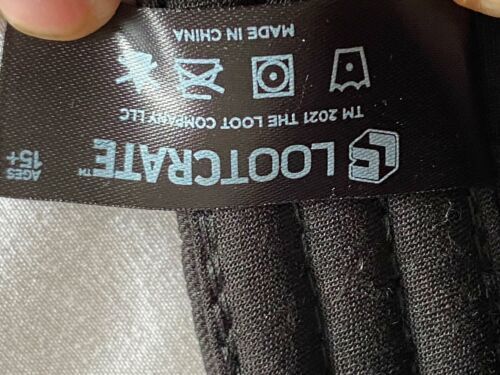 LOOTCRATE™
AGES
15+
TM 2021 THE LOOT COMPANY LLC
MADE IN CHINA